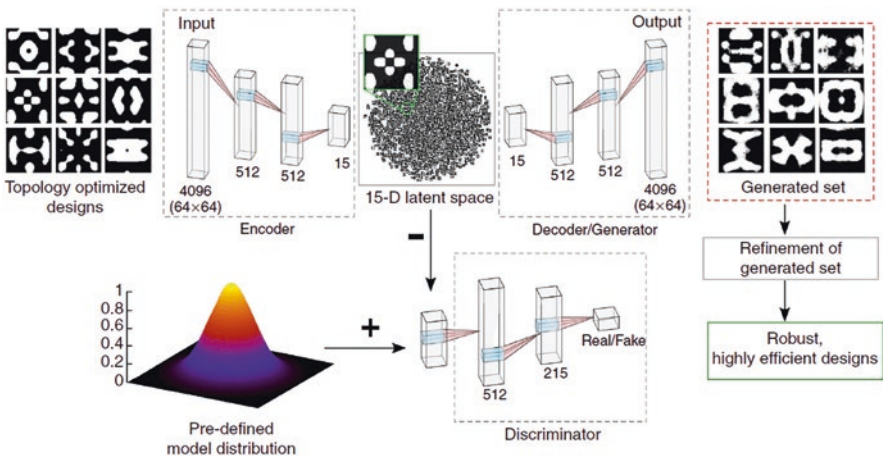 Input
Output
4096
(64×64)
512
512
15
15
512
512
4096
(64×64)
Topology optimized
designs
15-D latent space
Generated set
Encoder
Decoder/Generator
–
Refinement of
generated set
1
0.8
0.6
0.4
0.2
0
+
Real/Fake
215
512
Robust,
highly efficient designs
Pre-defined
model distribution
Discriminator